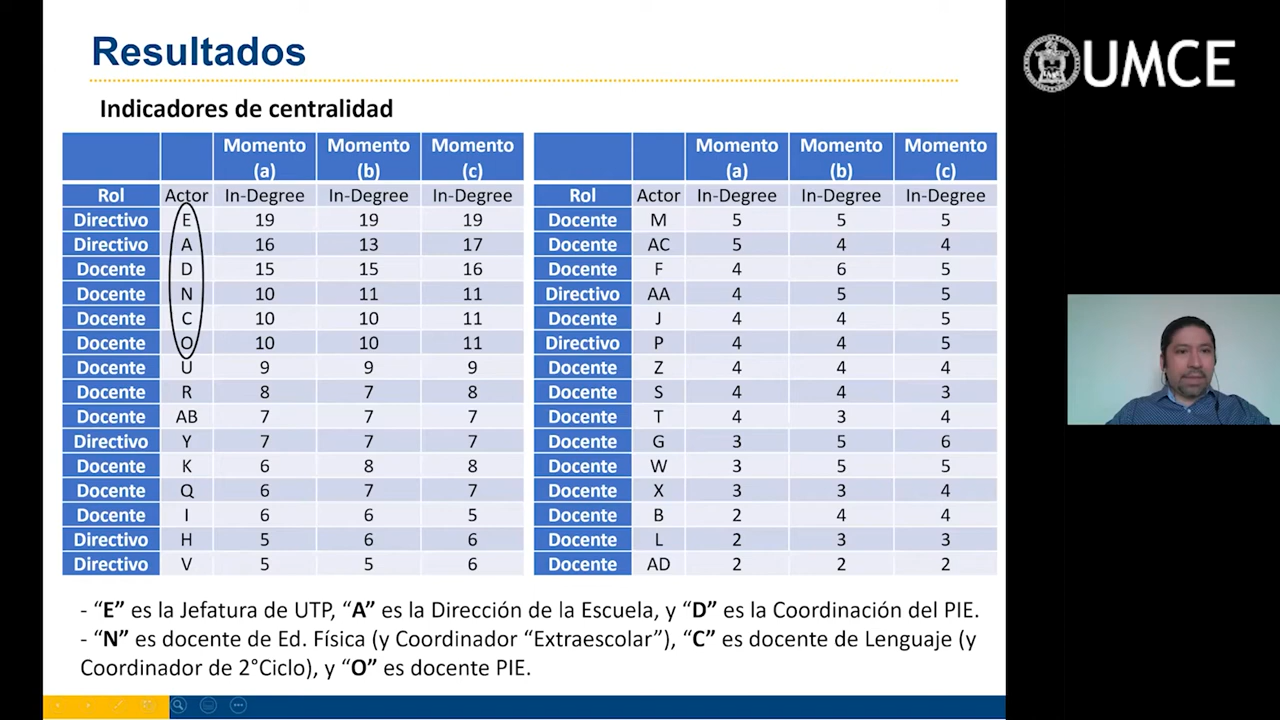 Resultados
UMCE
Indicadores de centralidad
Momento (a) Momento (b) Momento (c)
Rol Actor In-Degree In-Degree In-Degree
Directivo E 19 19 19
Directivo A 16 13 17
Docente D 15 15 16
Docente N 10 11 11
Docente C 10 10 11
Docente O 10 10 11
Docente U 9 9 9
Docente R 8 7 8
Docente AB 7 7 7
Directivo Y 7 7 7
Docente K 6 8 8
Docente Q 6 7 7
Docente I 6 6 5
Directivo H 5 6 6
Directivo V 5 5 6
Momento (a) Momento (b) Momento (c)
Rol Actor In-Degree In-Degree In-Degree
Docente M 5 5 5
Docente AC 5 4 4
Docente F 4 6 5
Directivo AA 4 5 5
Docente J 4 4 5
Directivo P 4 4 5
Docente Z 4 4 4
Docente S 4 4 3
Docente T 4 3 4
Docente G 3 5 6
Docente W 3 5 5
Docente X 3 3 4
Docente B 2 4 4
Docente L 2 3 3
Docente AD 2 2 2
- “E” es la Jefatura de UTP, “A” es la Dirección de la Escuela, y “D” es la Coordinación del PIE.
- “N” es docente de Ed. Física (y Coordinador “Extraescolar”), “C” es docente de Lenguaje (y
Coordinador de 2°Ciclo), y “O” es docente PIE.